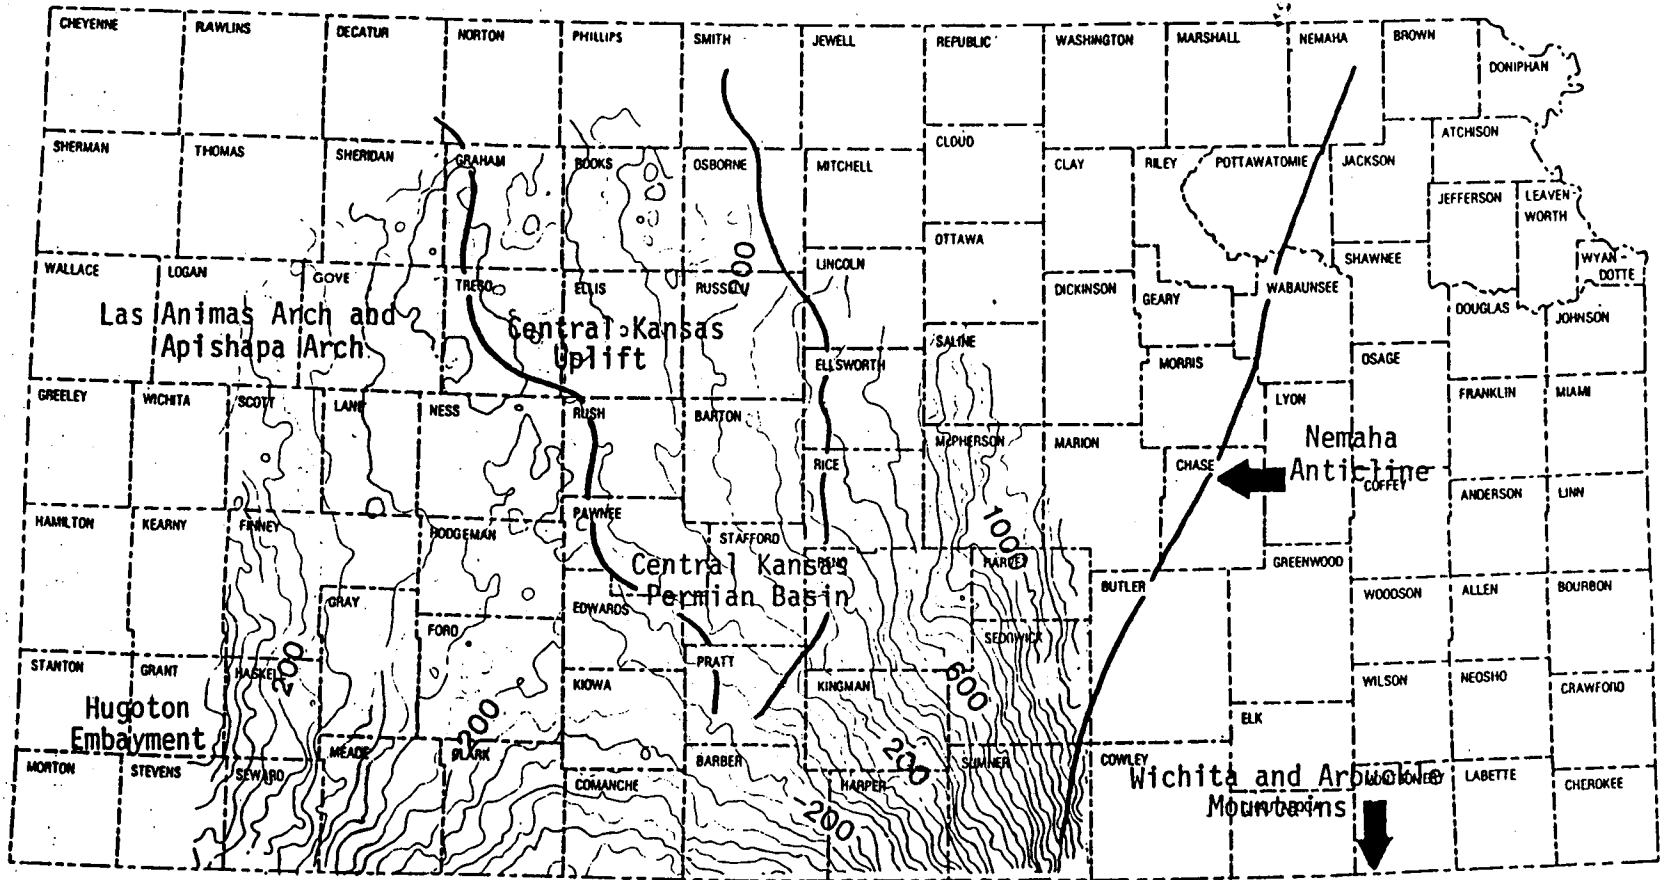 CHEYENNE
RAWLINS
DECATUR
NORTON
PHILLIPS
SMITH
JEWELL
REPUBLIC
WASHINGTON
MARSHALL
NEMAHA
BROWN
DONIPHAN
ATCHISON
SHERMAN
THOMAS
SHERIDAN
GRAHAM
ROOKS
OSBORNE
MITCHELL
CLOUD
CLAY
RILEY
POTTAWATOMIE
JACKSON
JEFFERSON
LEAVEN-
WORTH
OTTAWA
WALLACE
LOGAN
GOVE
TREGO
ELLIS
RUSSELL
LINCOLN
DICKINSON
GEARY
WABAUNSEE
SHAWNEE
WYAN-
DOTTE
DOUGLAS
JOHNSON
Las Animas Arch and
Apishapa Arch
Central Kansas
Uplift
SALINE
ELLSWORTH
MORRIS
OSAGE
GREELEY
WICHITA
SCOTT
LANE
NESS
RUSH
BARTON
LYON
FRANKLIN
MIAMI
McPHERSON
MARION
RICE
CHASE
Nemaha
Anticline
COFFEY
ANDERSON
LINN
HAMILTON
KEARNY
FINNEY
HODGEMAN
PAWNEE
STAFFORD
1000
Central Kansas
Permian Basin
HARVEY
GREENWOOD
GRAY
EDWARDS
BUTLER
WOODSON
ALLEN
BOURBON
FORD
SEDGWICK
STANTON
GRANT
HASKELL
200
PRATT
KIOWA
KINGMAN
600
WILSON
NEOSHO
CRAWFORD
Hugoton
Embayment
200
ELK
MORTON
STEVENS
SEWARD
MEADE
CLARK
COMANCHE
BARBER
HARPER
200
SUMNER
COWLEY
Wichita and Arbuckle
Mountains
LABETTE
CHEROKEE
-200